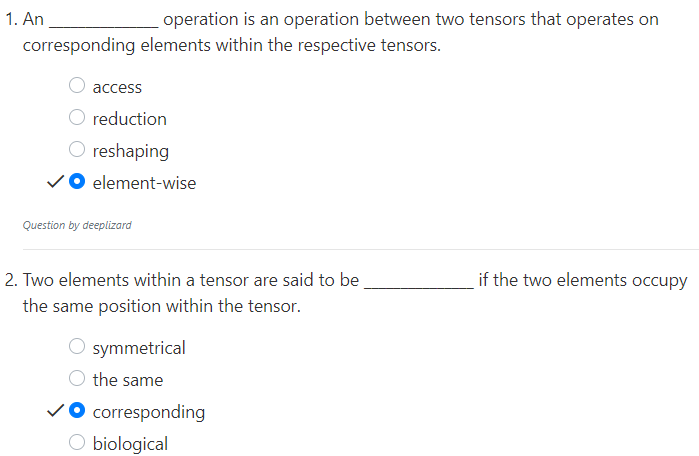 1. An ____________ operation is an operation between two tensors that operates on
corresponding elements within the respective tensors.
access
reduction
reshaping
element-wise
Question by deeplizard
2. Two elements within a tensor are said to be ____________ if the two elements occupy
the same position within the tensor.
symmetrical
the same
corresponding
biological